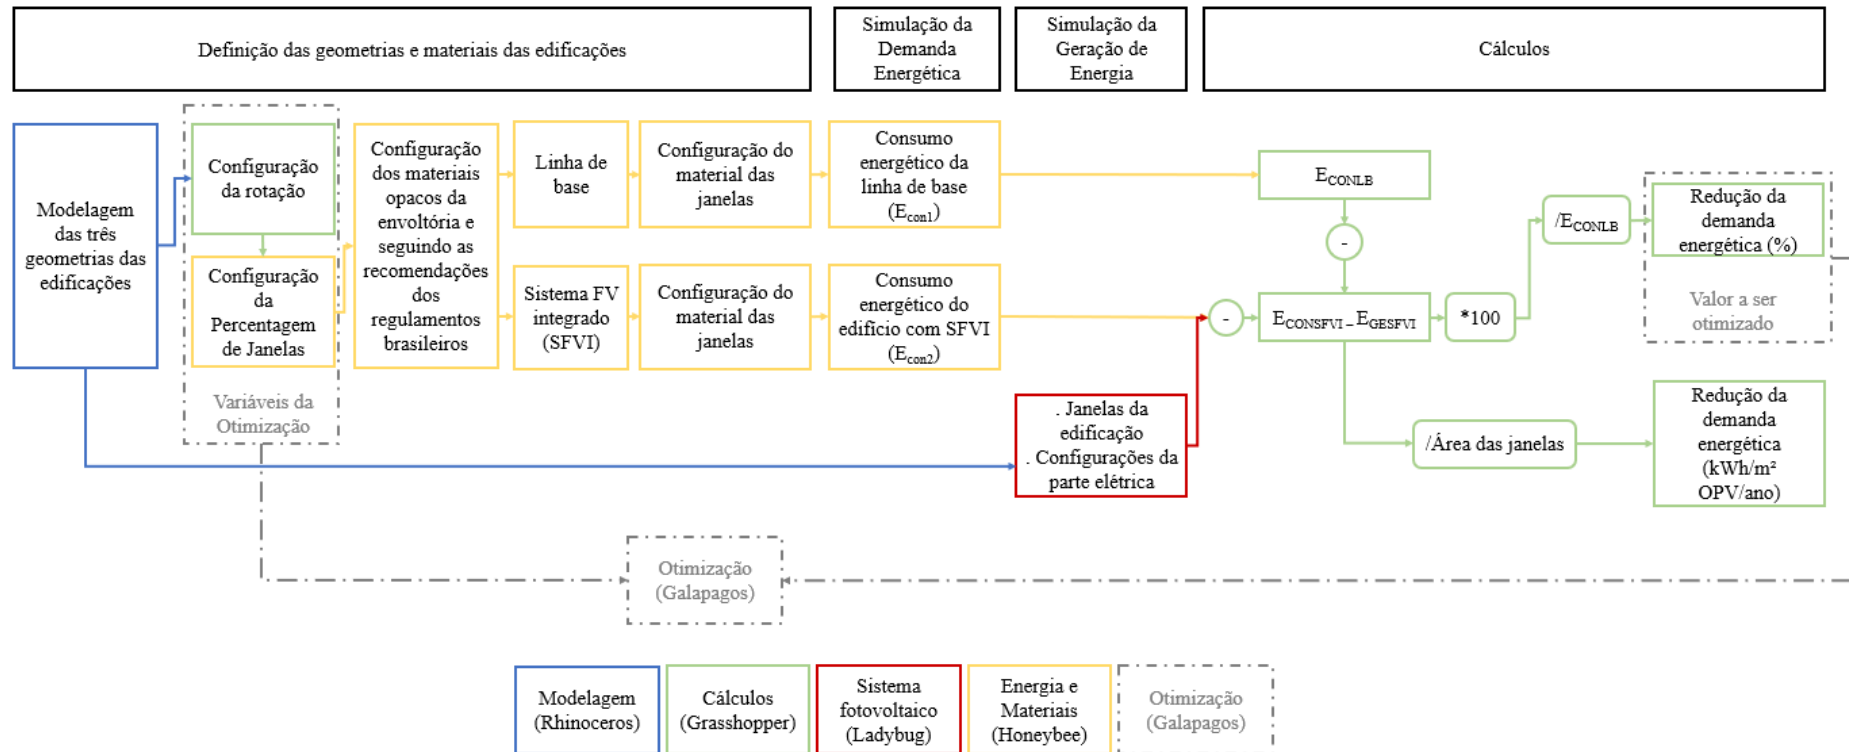 Definição das geometrias e materiais das edificações
Simulação da
Demanda
Energética
Simulação da
Geração de
Energia
Cálculos
Modelagem
das três
geometrias das
edificações
Configuração
da rotação
Configuração
da
Percentagem
de Janelas
Variáveis da
Otimização
Configuração
dos materiais
opacos da
envoltória e
seguindo as
recomendações
dos
regulamentos
brasileiros
Linha de
base
Configuração do
material das
janelas
Consumo
energético da
linha de base
(Econ1)
Sistema FV
integrado
(SFVI)
Configuração do
material das
janelas
Consumo
energético do
edifício com SFVI
(Econ2)
. Janelas da
edificação
. Configurações da
parte elétrica
ECONLB
-
-
ECONSFVI – EGESFVI
*100
/ECONLB
Redução da
demanda
energética (%)
Valor a ser
otimizado
/Área das janelas
Redução da
demanda
energética
(kWh/m²
OPV/ano)
Otimização
(Galapagos)
Modelagem
(Rhinoceros)
Cálculos
(Grasshopper)
Sistema
fotovoltaico
(Ladybug)
Energia e
Materiais
(Honeybee)
Otimização
(Galapagos)